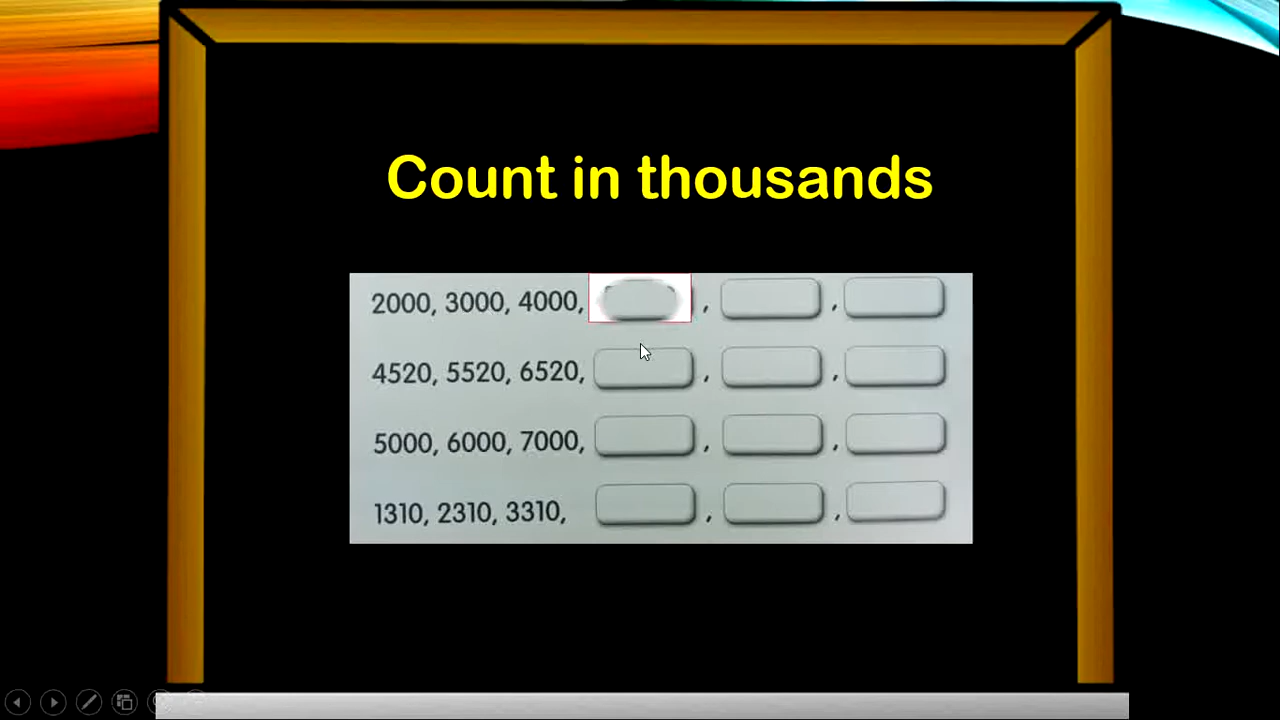 Count in thousands
2000, 3000, 4000, , ,
4520, 5520, 6520, , ,
5000, 6000, 7000, , ,
1310, 2310, 3310, , ,